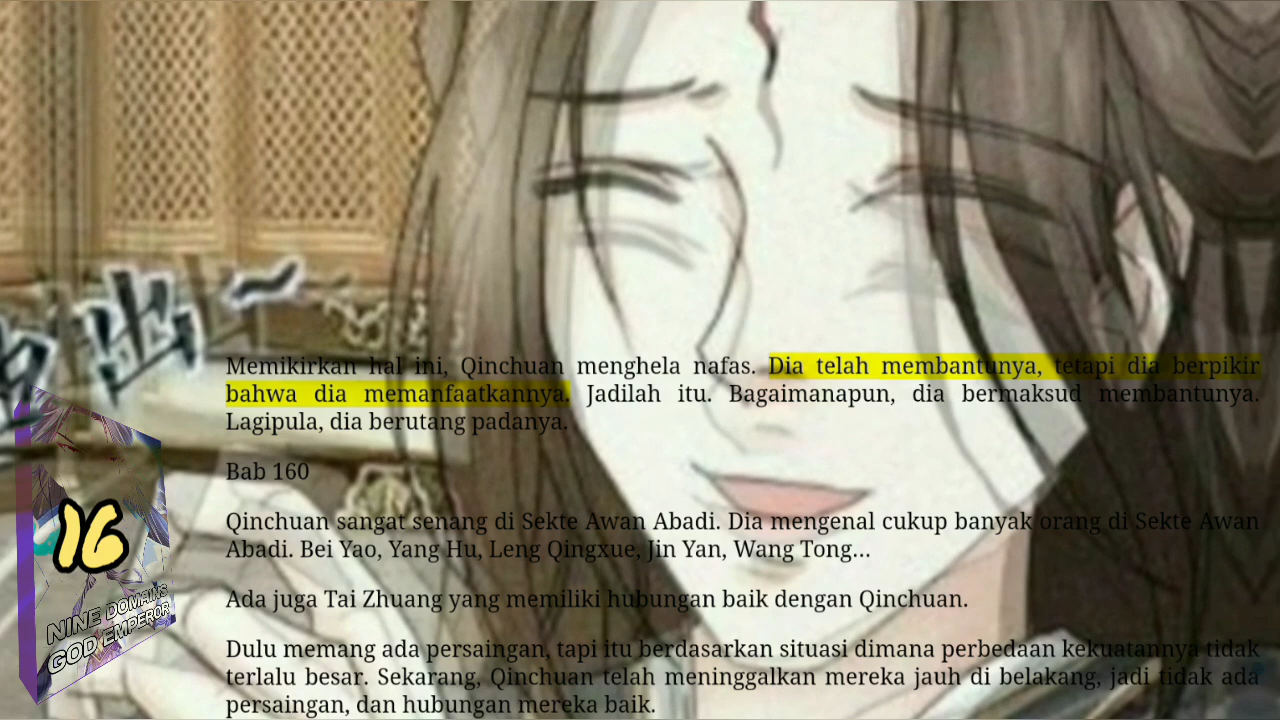 Memikirkan hal ini, Qinchuan menghela nafas. Dia telah membantunya, tetapi dia berpikir
bahwa dia memanfaatkannya. Jadilah itu. Bagaimanapun, dia bermaksud membantunya.
Lagipula, dia berutang padanya.
Bab 160
Qinchuan sangat senang di Sekte Awan Abadi. Dia mengenal cukup banyak orang di Sekte Awan
Abadi. Bei Yao, Yang Hu, Leng Qingxue, Jin Yan, Wang Tong...
Ada juga Tai Zhuang yang memiliki hubungan baik dengan Qinchuan.
Dulu memang ada persaingan, tapi itu berdasarkan situasi dimana perbedaan kekuatannya tidak
terlalu besar. Sekarang, Qinchuan telah meninggalkan mereka jauh di belakang, jadi tidak ada
persaingan, dan hubungan mereka baik.
16
NINE DOMAINS
GOD EMPEROR